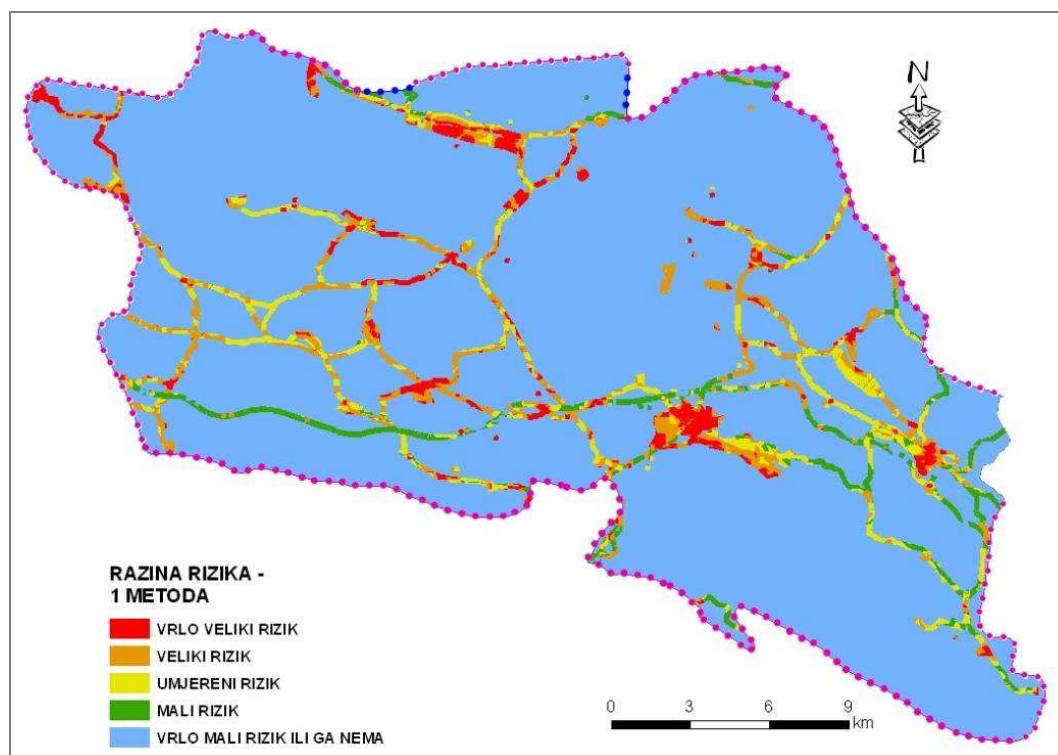 N
RAZINA RIZIKA -
1 METODA
VRLO VELIKI RIZIK
VELIKI RIZIK
UMJERENI RIZIK
MALI RIZIK
VRLO MALI RIZIK ILI GA NEMA
0 3 6 9
km